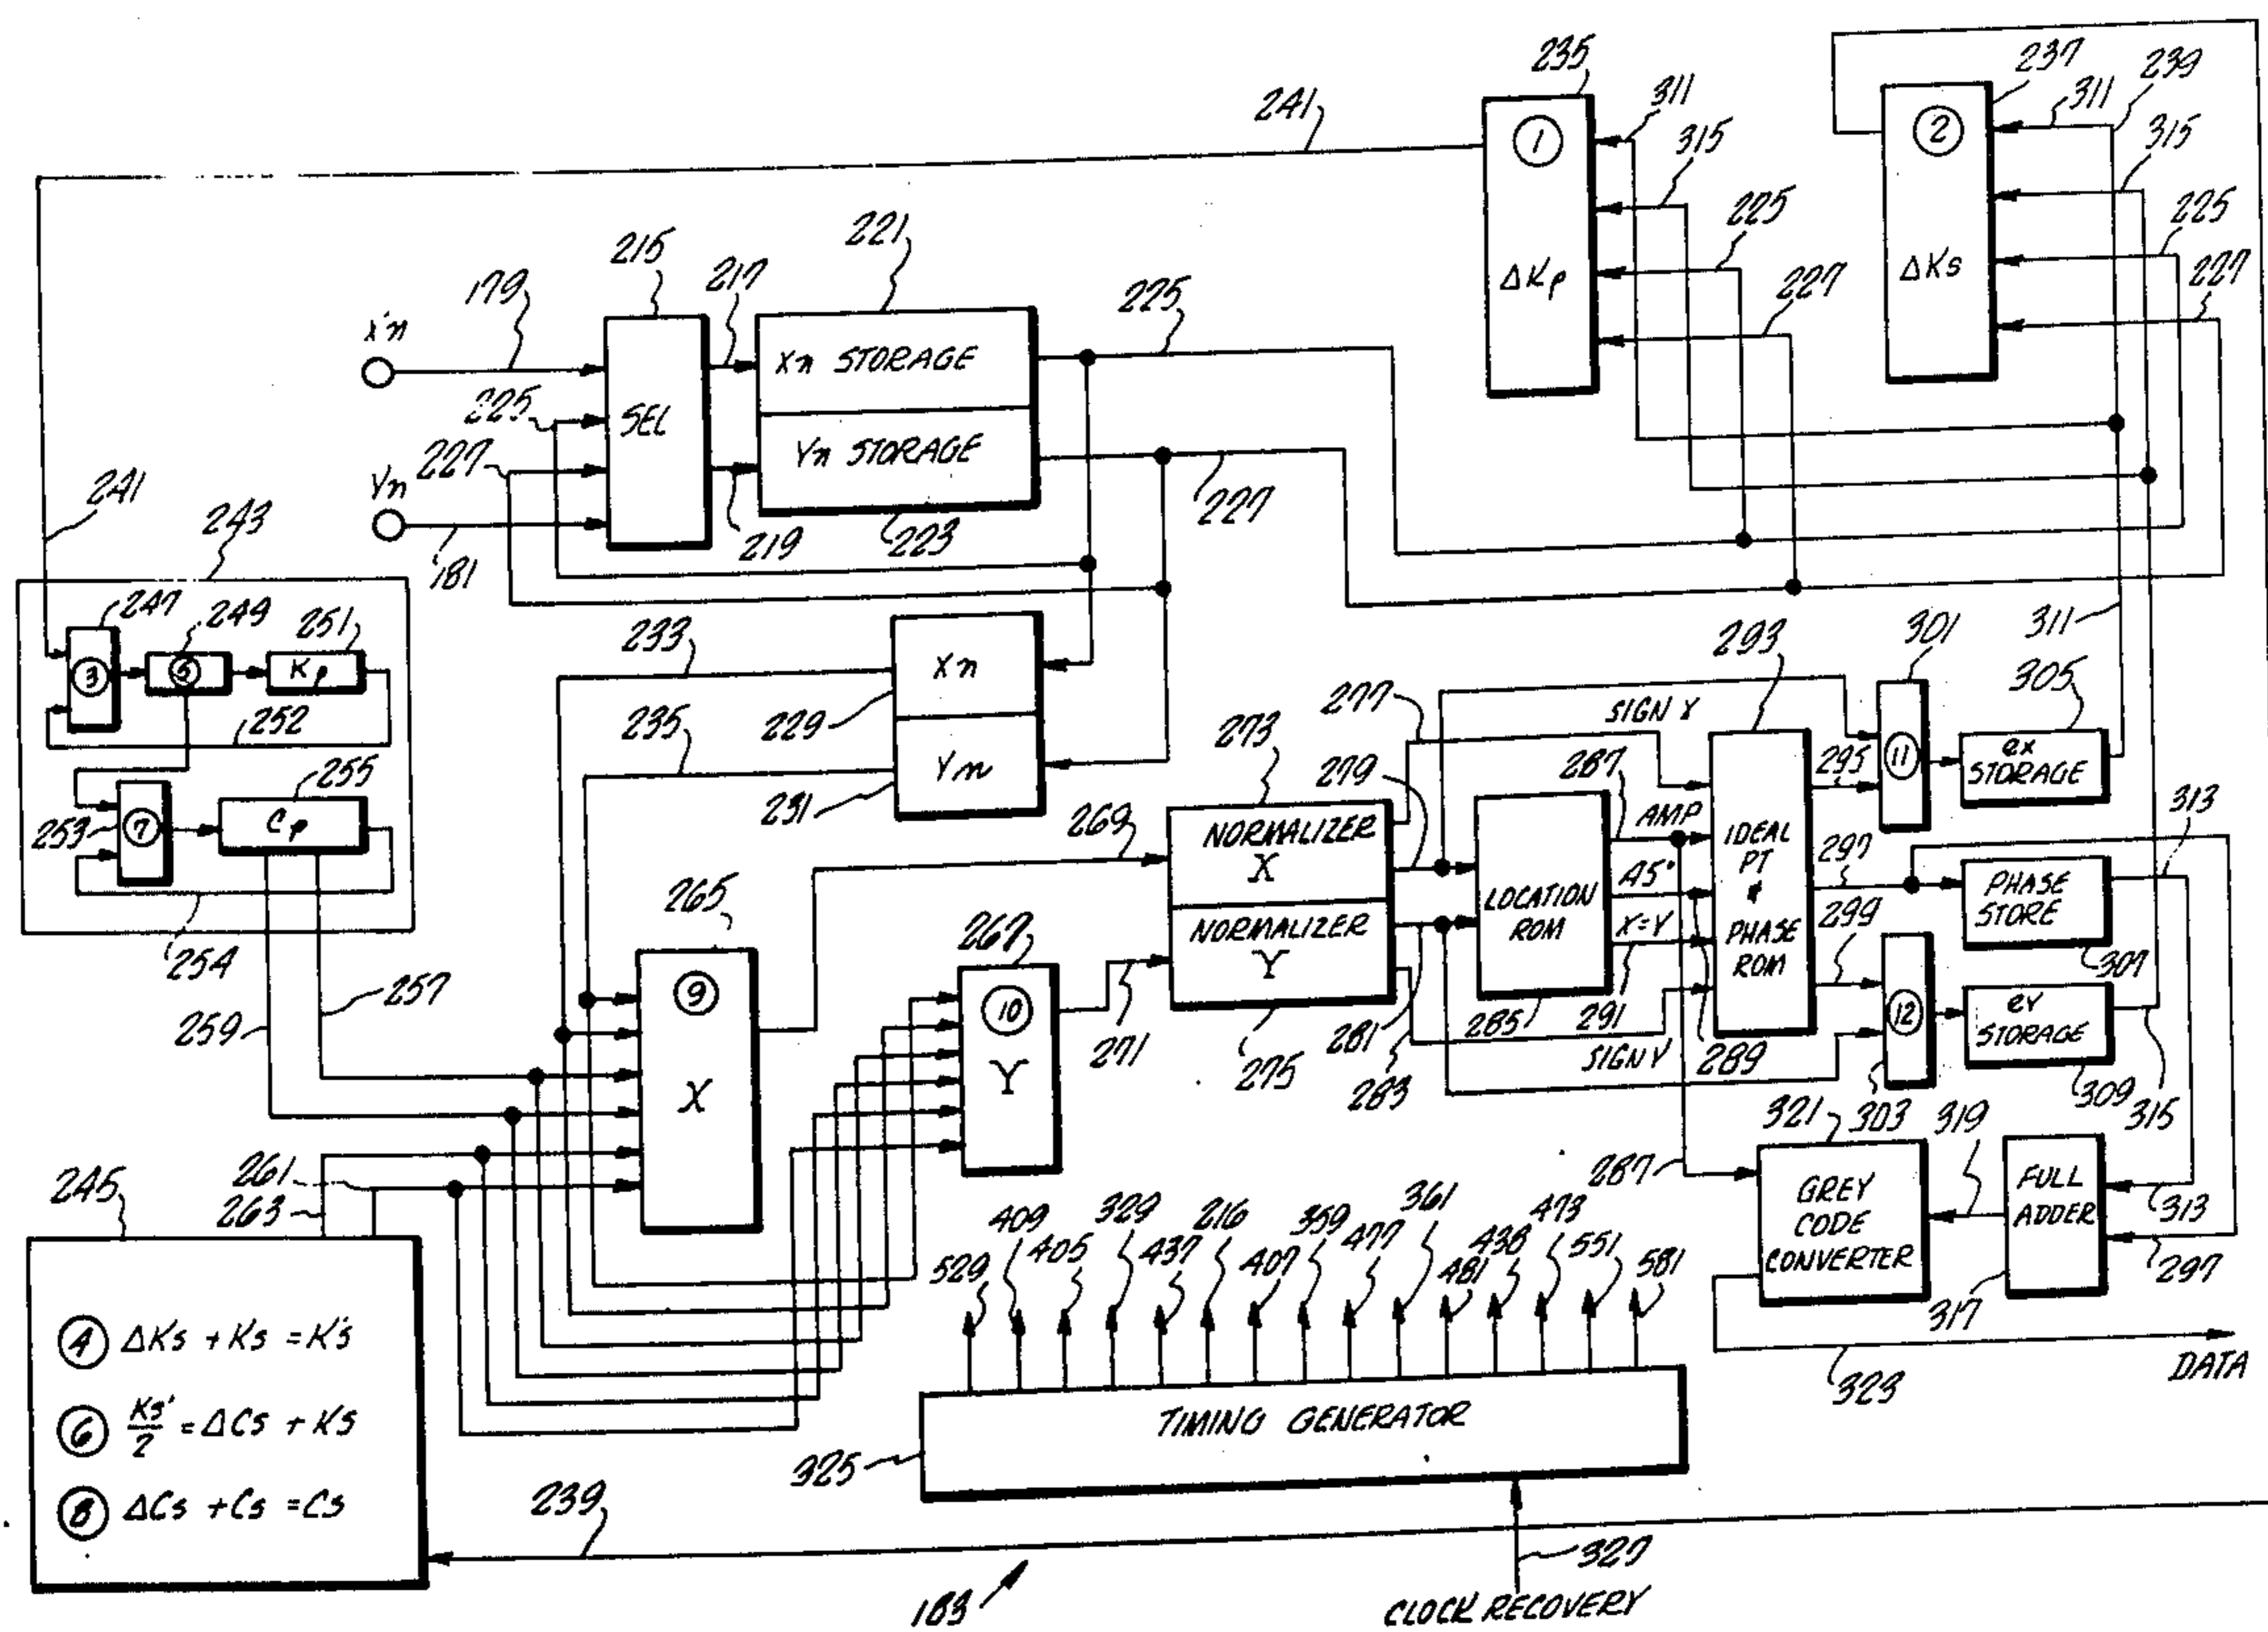 235
237
239
241
311
315
1
ΔKp
311
315
225
227
2
ΔKs
225
227
221
215
217
179
X'n
225
Xn STORAGE
SEL
Yn STORAGE
225
227
Y'n
181
219
223
227
241
243
247
249
251
3
5
Kp
252
253
7
255
Cp
254
257
259
233
235
Xn
Yn
229
231
293
301
305
311
277
SIGN X
273
279
287
AMP
295
11
ex
STORAGE
269
NORMALIZER
X
NORMALIZER
Y
LOCATION
ROM
45°
X=Y
IDEAL
PT
&
PHASE
ROM
297
299
PHASE
STORE
313
307
265
9
X
267
10
Y
271
275
281
283
285
291
SIGN Y
289
12
303
ey
STORAGE
309
315
321
319
287
GREY
CODE
CONVERTER
FULL
ADDER
313
297
317
323
DATA
245
261
263
4 ΔKs + Ks = K's
6 Ks'/2 = ΔCs + Ks
8 ΔCs + Cs = Cs
529
409
405
329
437
216
407
359
477
361
481
438
473
551
581
TIMING GENERATOR
325
239
327
183
CLOCK RECOVERY